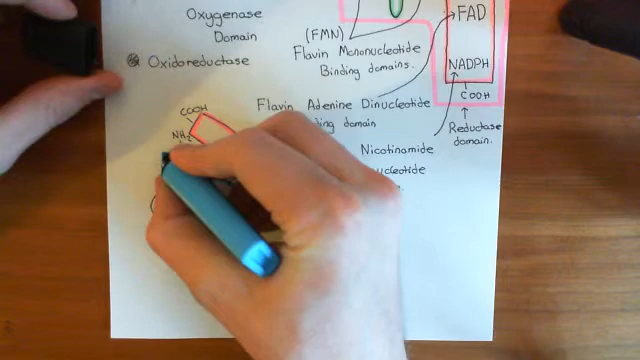 Oxygenase
Domain
Oxidoreductase
(FMN)
Flavin Mononucleotide
Binding domains.
FAD
NADPH
COOH
Reductase
domain.
Flavin Adenine Dinucleotide
domain
Nicotinamide
COOH
NH2